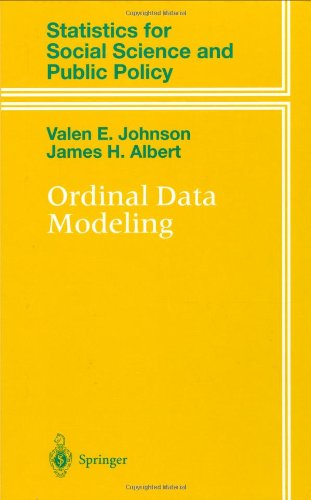 Statistics for
Social Science and
Public Policy
Valen E. Johnson
James H. Albert
Ordinal Data
Modeling
Springer